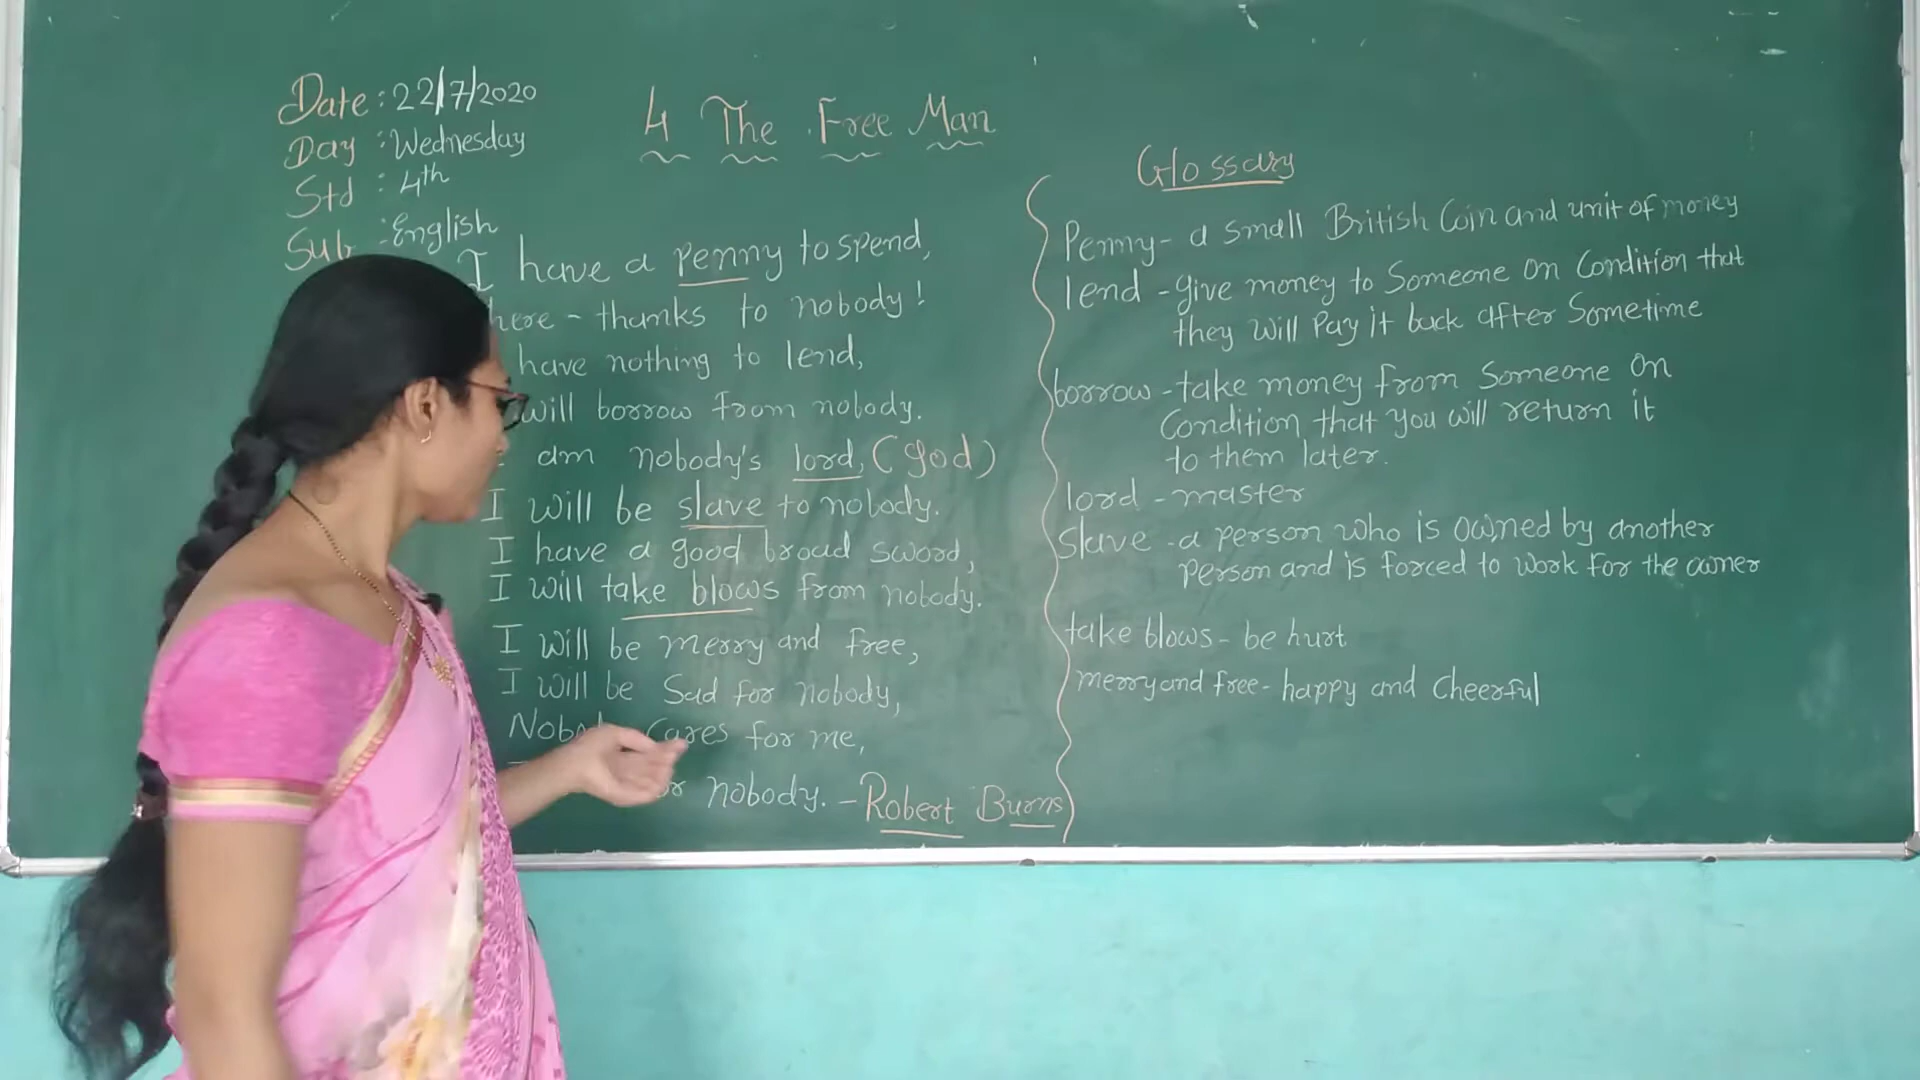 Date : 22/7/2020
Day : Wednesday
Std : 4th
Sub : English
4 The Free Man
I have a penny to spend,
here - thanks to nobody!
have nothing to lend,
will borrow from nobody.
am nobody's lord, (god)
I will be slave to nobody.
I have a good broad sword,
I will take blows from nobody.
I will be merry and free,
I will be Sad for nobody,
Cares for me,
nobody. - Robert Burns
Glossary
Penny - a small British Coin and unit of money
lend - give money to Someone on Condition that
they will Pay it back after Sometime
borrow - take money from Someone on
Condition that you will return it
to them later.
lord - master
slave - a person who is owned by another
person and is forced to work for the owner
take blows - be hurt
merry and free - happy and Cheerful